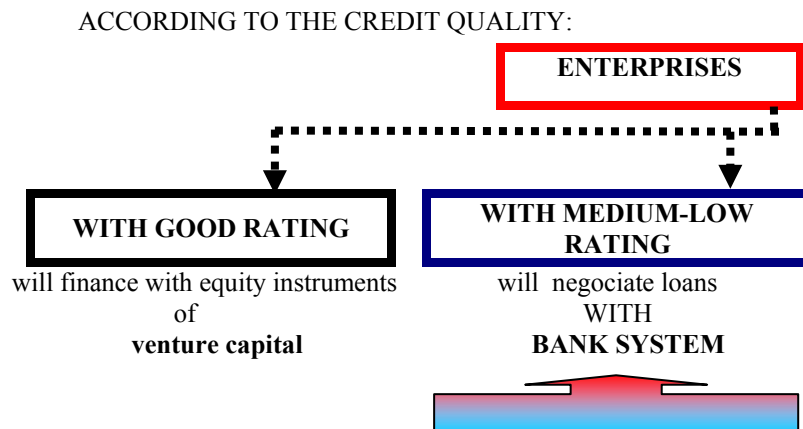 ACCORDING TO THE CREDIT QUALITY:
ENTERPRISES
WITH GOOD RATING
will finance with equity instruments
of
venture capital
WITH MEDIUM-LOW
RATING
will negociate loans
WITH
BANK SYSTEM